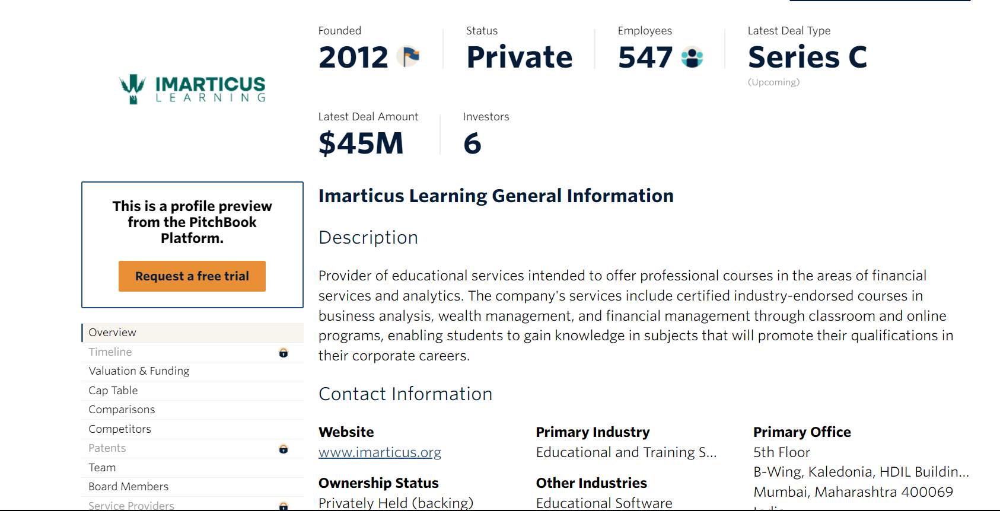 IMARTICUS
LEARNING
Founded
2012
Status
Private
Employees
547
Latest Deal Type
Series C
(Upcoming)
Latest Deal Amount
$45M
Investors
6
This is a profile preview
from the PitchBook
Platform.
Request a free trial
Overview
Timeline
Valuation & Funding
Cap Table
Comparisons
Competitors
Patents
Team
Board Members
Service Providers
Imarticus Learning General Information
Description
Provider of educational services intended to offer professional courses in the areas of financial
services and analytics. The company's services include certified industry-endorsed courses in
business analysis, wealth management, and financial management through classroom and online
programs, enabling students to gain knowledge in subjects that will promote their qualifications in
their corporate careers.
Contact Information
Website
www.imarticus.org
Ownership Status
Privately Held (backing)
Primary Industry
Educational and Training S...
Other Industries
Educational Software
Primary Office
5th Floor
B-Wing, Kaledonia, HDIL Buildin...
Mumbai, Maharashtra 400069